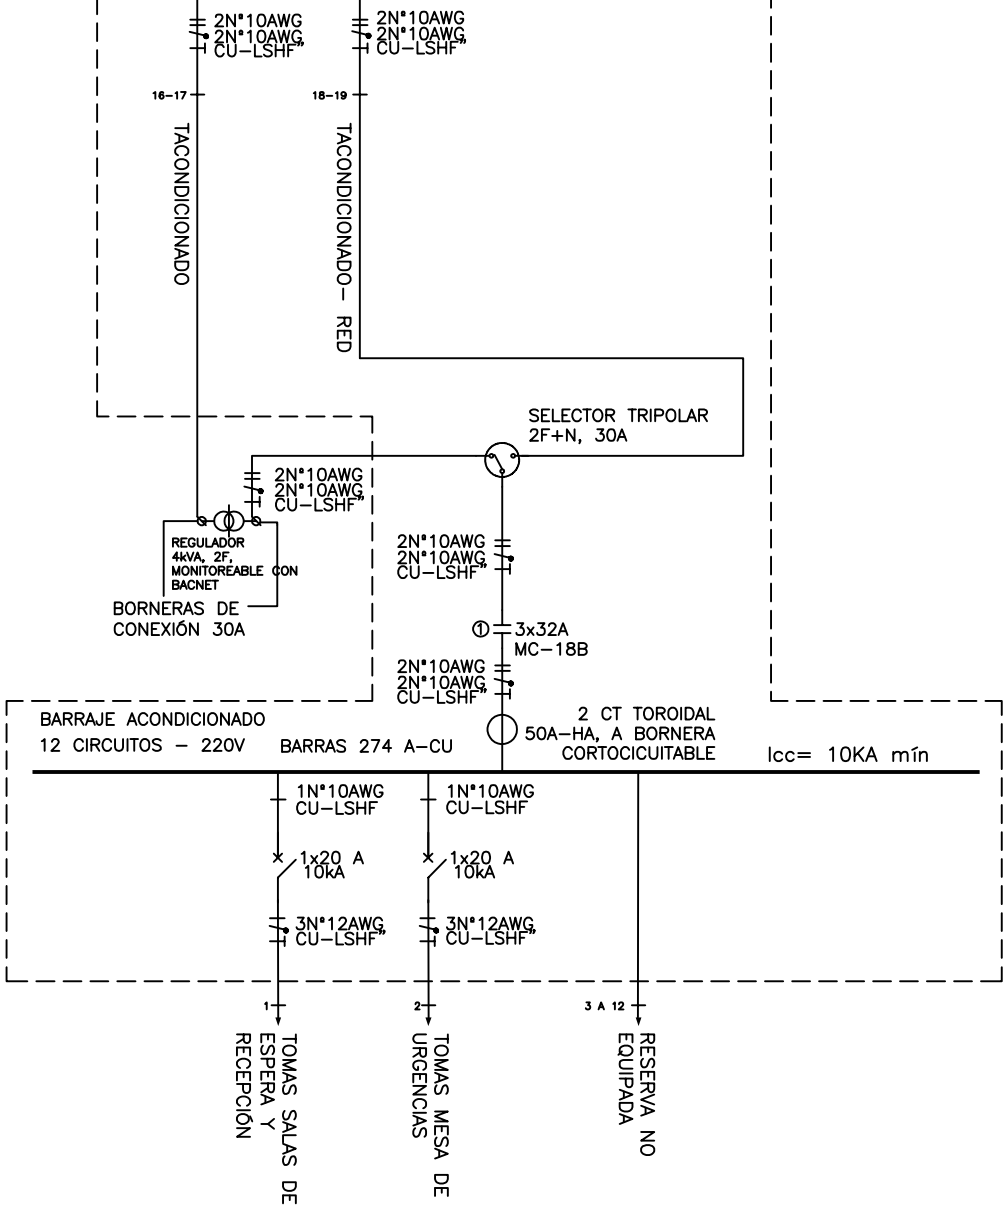 2N°10AWG
2N°10AWG
CU-LSHF"
2N°10AWG
2N°10AWG
CU-LSHF"
16-17
18-19
TACONDICIONADO
TACONDICIONADO- RED
SELECTOR TRIPOLAR
2F+N, 30A
2N°10AWG
2N°10AWG
CU-LSHF"
REGULADOR
4kVA, 2F,
MONITOREABLE CON
BACNET
BORNERAS DE
CONEXIÓN 30A
2N°10AWG
2N°10AWG
CU-LSHF"
1
3x32A
MC-18B
2N°10AWG
2N°10AWG
CU-LSHF"
BARRAJE ACONDICIONADO
12 CIRCUITOS - 220V
BARRAS 274 A-CU
2 CT TOROIDAL
50A-HA, A BORNERA
CORTOCICUITABLE
Icc= 10KA mín
1N°10AWG
CU-LSHF
1N°10AWG
CU-LSHF
1x20 A
10kA
1x20 A
10kA
3N°12AWG
CU-LSHF"
3N°12AWG
CU-LSHF"
1
2
3 A 12
TOMAS SALAS DE
ESPERA Y
RECEPCIÓN
TOMAS MESA DE
URGENCIAS
RESERVA NO
EQUIPADA